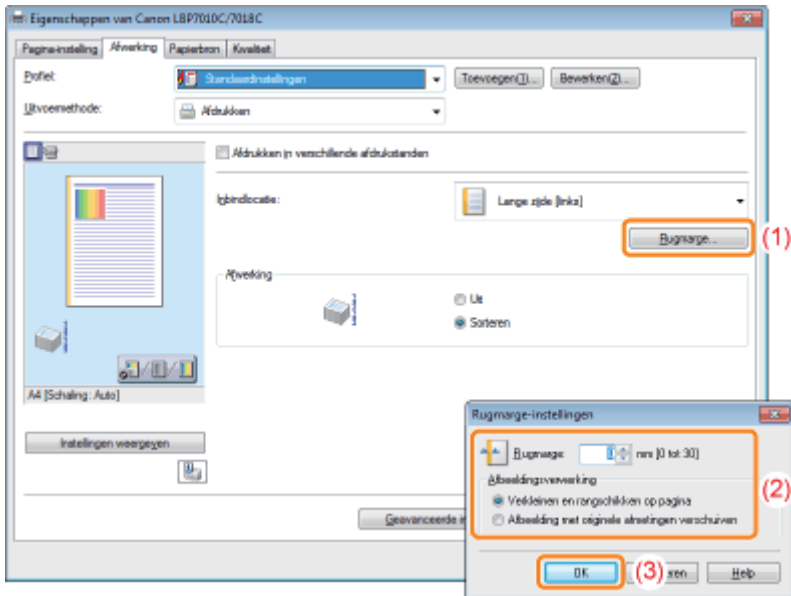 Eigenschappen van Canon LBP7010C/7018C
Pagina-instelling Afwerking Papierbron Kwaliteit
Profiel: Standaardinstellingen Toevoegen(1)... Bewerken(2)...
Uitvoermethode: Afdrukken
Afdrukken in verschillende afdrukstanden
Inbindlocatie: Lange zijde [links]
Rugmarge... (1)
Afwerking
Uit
Sorteren
A4 [Schaling: Auto]
Instellingen weergeven
Geavanceerde
Rugmarge-instellingen
Rugmarge: mm [0 tot 30]
Afbeeldingsverwerking
Verkleinen en rangschikken op pagina
Afbeelding met originele afmetingen verschuiven
(2)
OK (3) Help